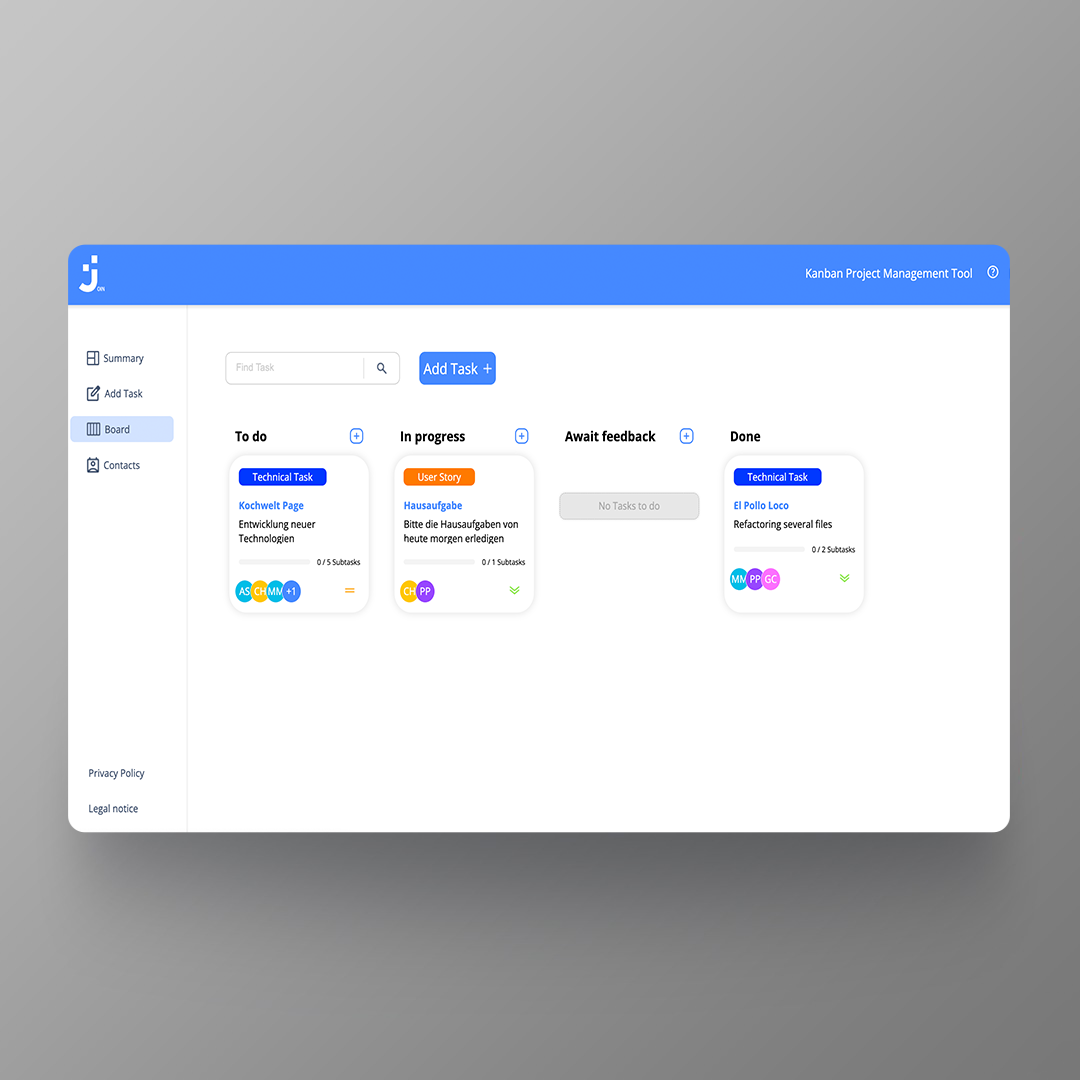 Join
Kanban Project Management Tool
Summary
Add Task
Board
Contacts
Privacy Policy
Legal notice
Find Task
Add Task +
To do
Technical Task
Kochwelt Page
Entwicklung neuer
Technologien
0 / 5 Subtasks
AS CH MM +1
In progress
User Story
Hausaufgabe
Bitte die Hausaufgaben von
heute morgen erledigen
0 / 1 Subtasks
CH PP
Await feedback
No Tasks to do
Done
Technical Task
El Pollo Loco
Refactoring several files
0 / 2 Subtasks
MM PP GC